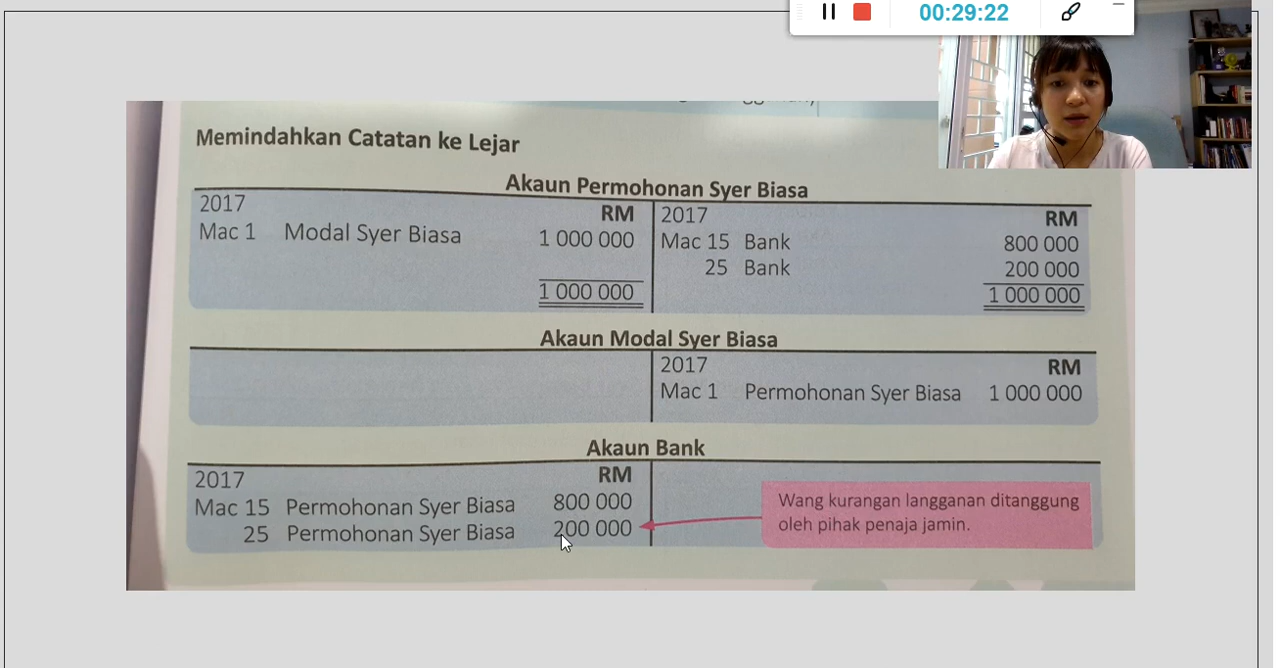 00:29:22
Memindahkan Catatan ke Lejar
Akaun Permohonan Syer Biasa
2017 RM 2017 RM
Mac 1 Modal Syer Biasa 1 000 000 Mac 15 Bank 800 000
25 Bank 200 000
1 000 000 1 000 000
Akaun Modal Syer Biasa
2017 RM
Mac 1 Permohonan Syer Biasa 1 000 000
Akaun Bank
2017 RM
Mac 15 Permohonan Syer Biasa 800 000
25 Permohonan Syer Biasa 200 000
Wang kurangan langganan ditanggung
oleh pihak penaja jamin.